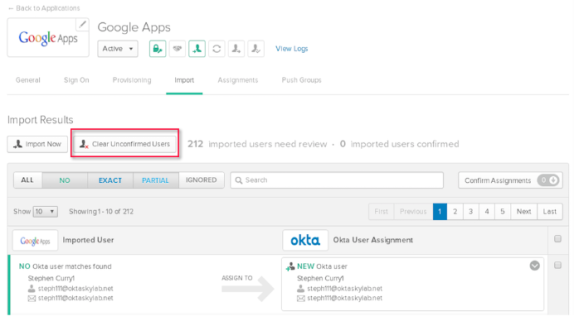 ← Back to Applications
Google Apps
Google Apps
Active
View Logs
General Sign On Provisioning Import Assignments Push Groups
Import Results
Import Now Clear Unconfirmed Users 212 imported users need review - 0 imported users confirmed
ALL NO EXACT PARTIAL IGNORED Search Confirm Assignments 0
Show 10 Showing 1 - 10 of 212 First Previous 1 2 3 4 5 Next Last
Google Apps Imported User okta Okta User Assignment
NO Okta user matches found ASSIGN TO NEW Okta user
Stephen Curry1 Stephen Curry1
steph111@oktaskylab.net steph111@oktaskylab.net
steph111@oktaskylab.net steph111@oktaskylab.net